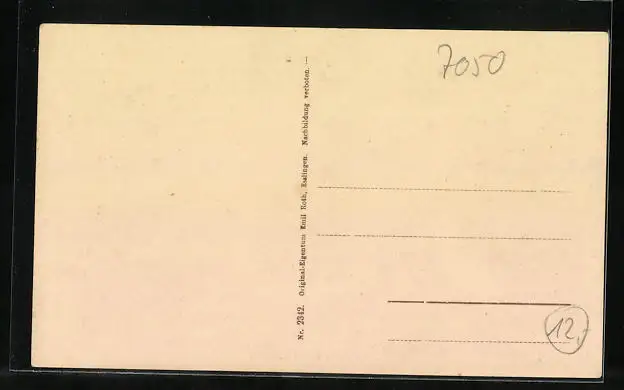 7050
Nr. 2342. Original-Eigentum Emil Roth, Esslingen. Nachbildung verboten. —
12,-